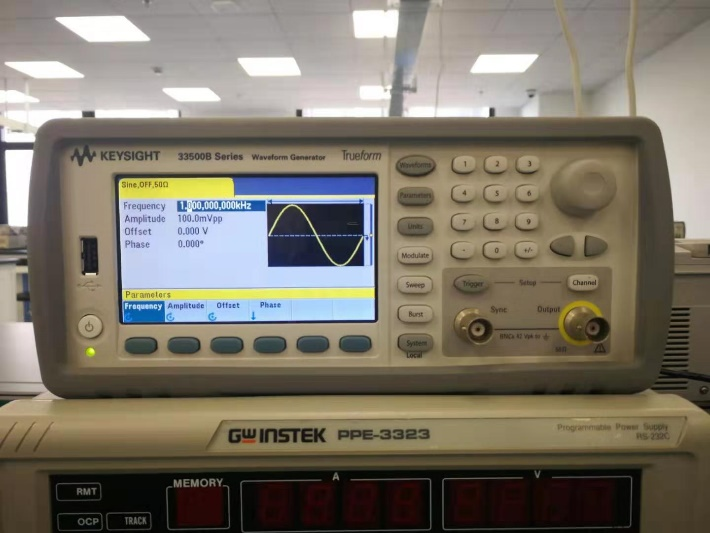 KEYSIGHT 33500B Series Waveform Generator Trueform
Sine,OFF,50Ω
Frequency 1.000,000,000kHz
Amplitude 100.0mVpp
Offset 0.000 V
Phase 0.000°
Parameters
Frequency Amplitude Offset Phase
Waveforms 1 2 3
Parameters 4 5 6
Units 7 8 9
Modulate . 0 +/-
Sweep Trigger Setup Channel
Burst Sync Output
System
Local
50Ω
GW INSTEK PPE-3323 Programmable Power Supply
RS-232C
RMT MEMORY A V
OCP TRACK